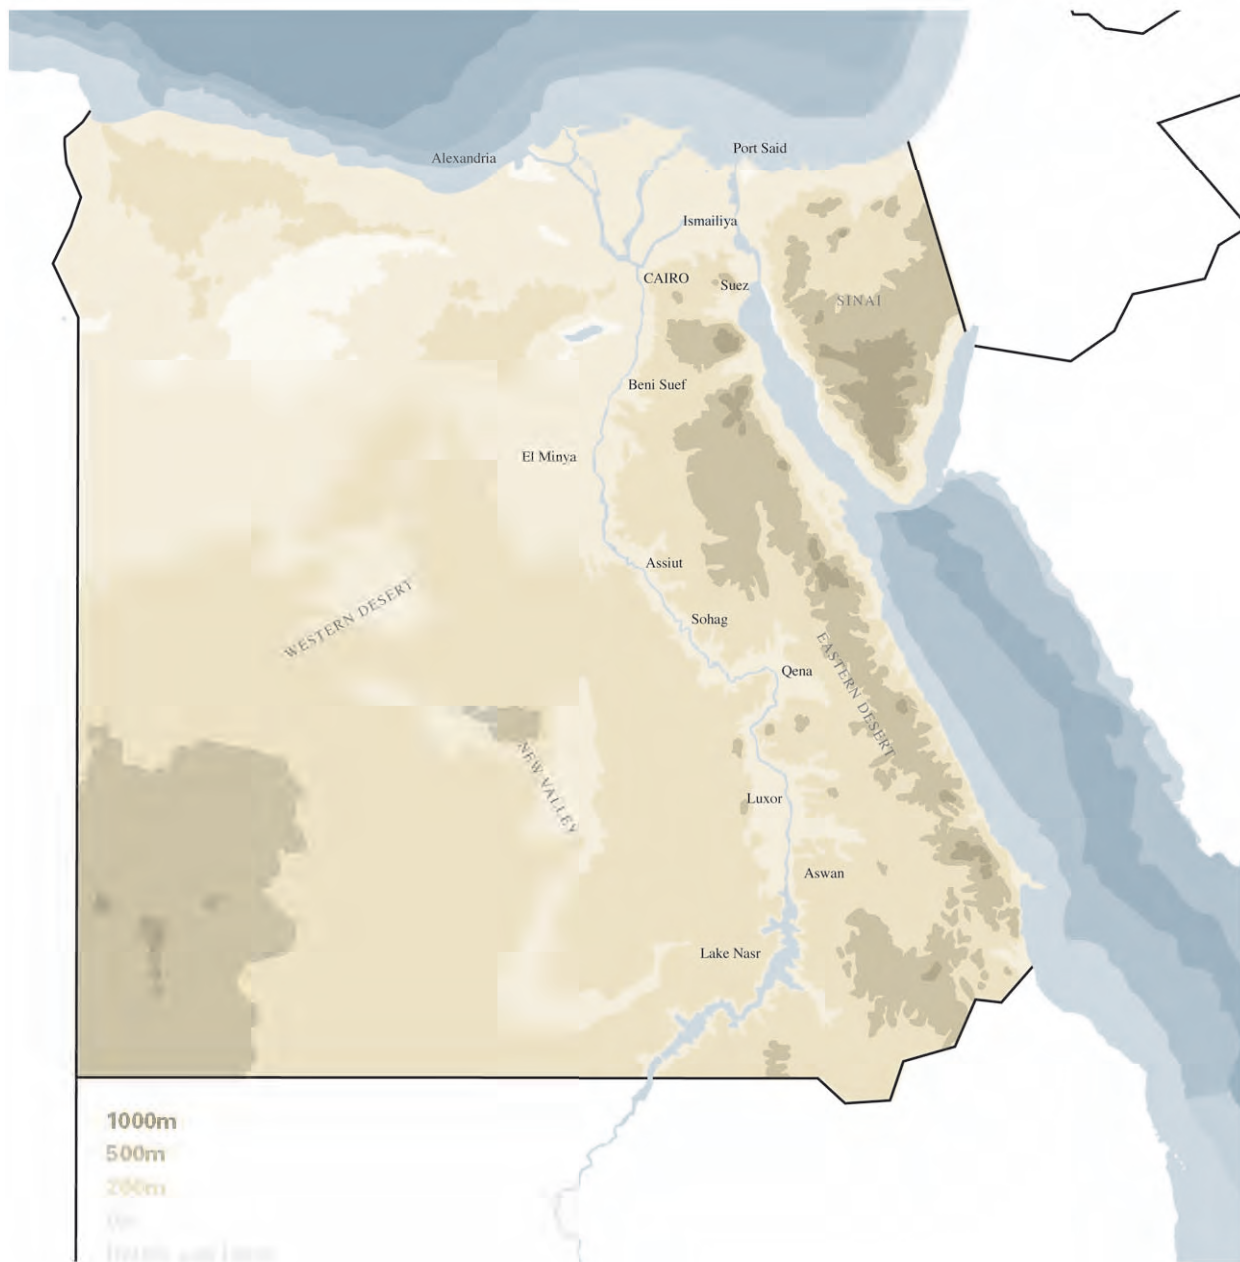 Alexandria
Port Said
Ismailiya
CAIRO
Suez
SINAI
Beni Suef
El Minya
Assiut
WESTERN DESERT
Sohag
EASTERN DESERT
Qena
NEW VALLEY
Luxor
Aswan
Lake Nasr
1000m
500m
200m